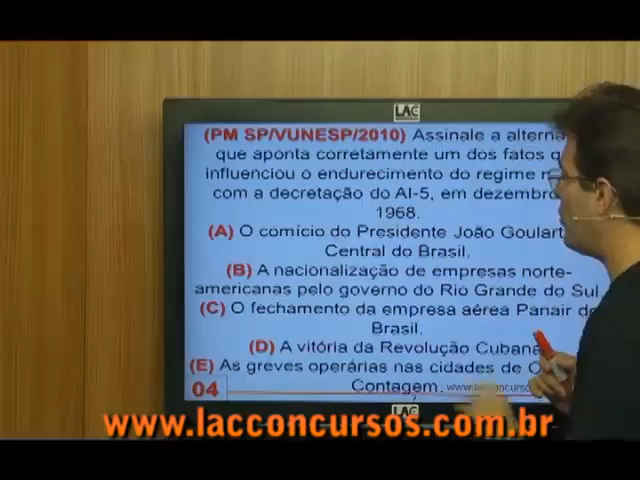 LAC
(PM SP/VUNESP/2010) Assinale a alterna
que aponta corretamente um dos fatos
influenciou o endurecimento do regime
com a decretação do AI-5, em dezembro
1968.
(A) O comício do Presidente João Goulart
Central do Brasil.
(B) A nacionalização de empresas norte-
americanas pelo governo do Rio Grande do Sul
(C) O fechamento da empresa aérea Panair
Brasil.
(D) A vitória da Revolução Cubana
(E) As greves operárias nas cidades de
Contagem.
www.lacconcurso
04
LAC
www.lacconcursos.com.br